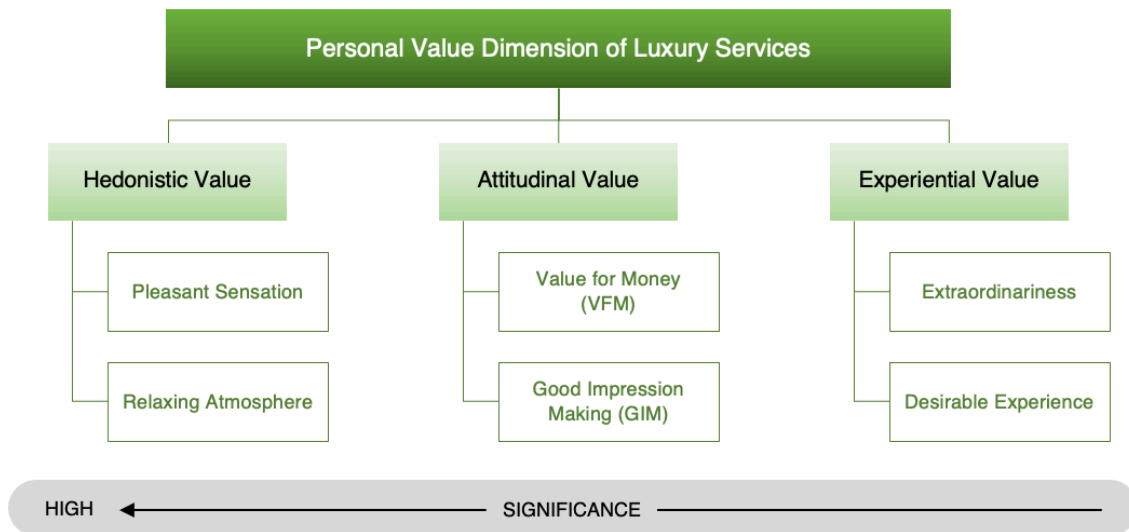 Personal Value Dimension of Luxury Services
Hedonistic Value
Attitudinal Value
Experiential Value
Pleasant Sensation
Value for Money
(VFM)
Extraordinariness
Relaxing Atmosphere
Good Impression
Making (GIM)
Desirable Experience
HIGH
SIGNIFICANCE